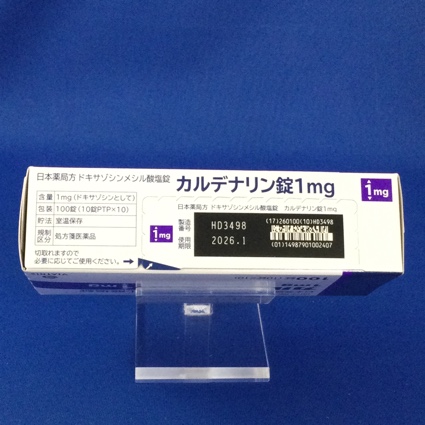 日本薬局方 ドキサゾシンメシル酸塩錠 カルデナリン錠1mg
含量 1mg(ドキサゾシンとして)
包装 100錠(10錠PTP×10)
貯法 室温保存
規制区分 処方箋医薬品
切取れますので
必要に応じてご使用ください。
日本薬局方 ドキサゾシンメシル酸塩錠 カルデナリン錠1mg
1mg
製造番号 HD3498
使用期限 2026.1
(17)260100(10)HD3498
(01)14987901002407
1mg